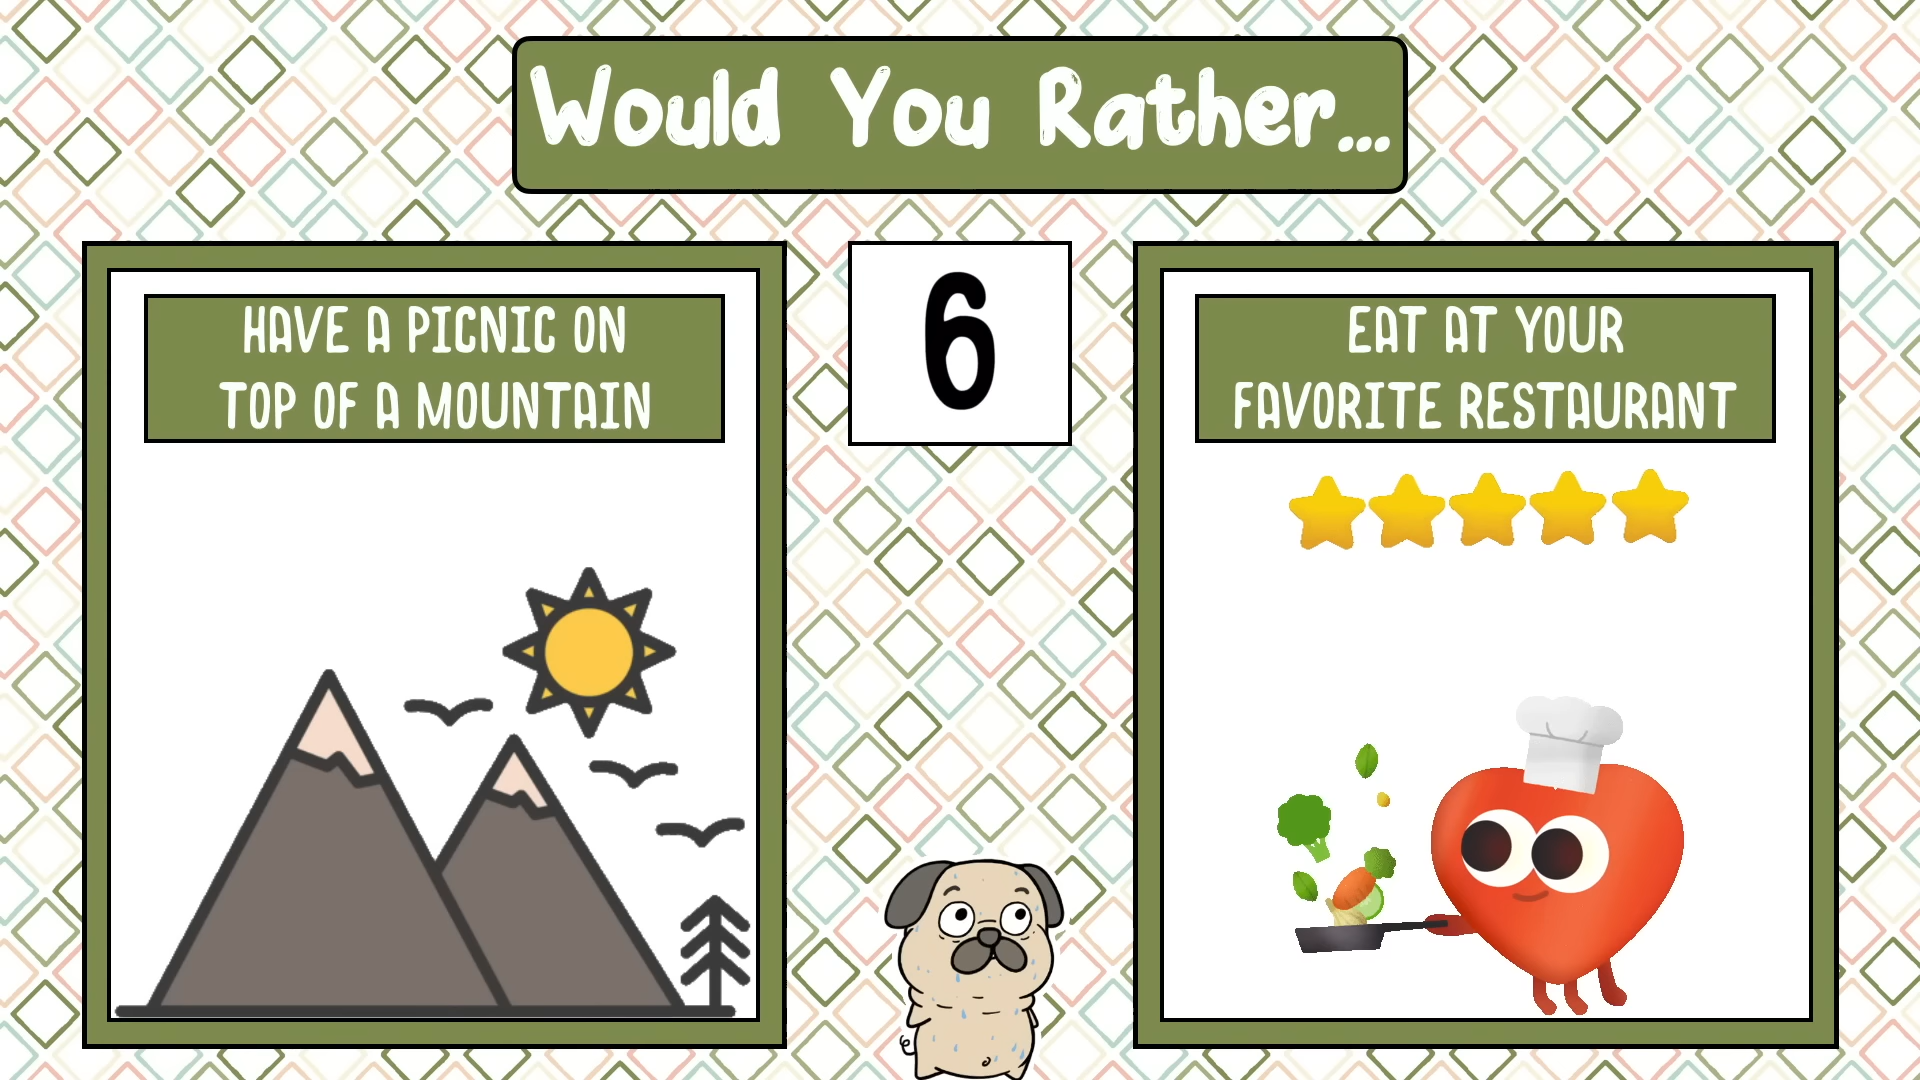 Would You Rather...
HAVE A PICNIC ON
TOP OF A MOUNTAIN
6
EAT AT YOUR
FAVORITE RESTAURANT